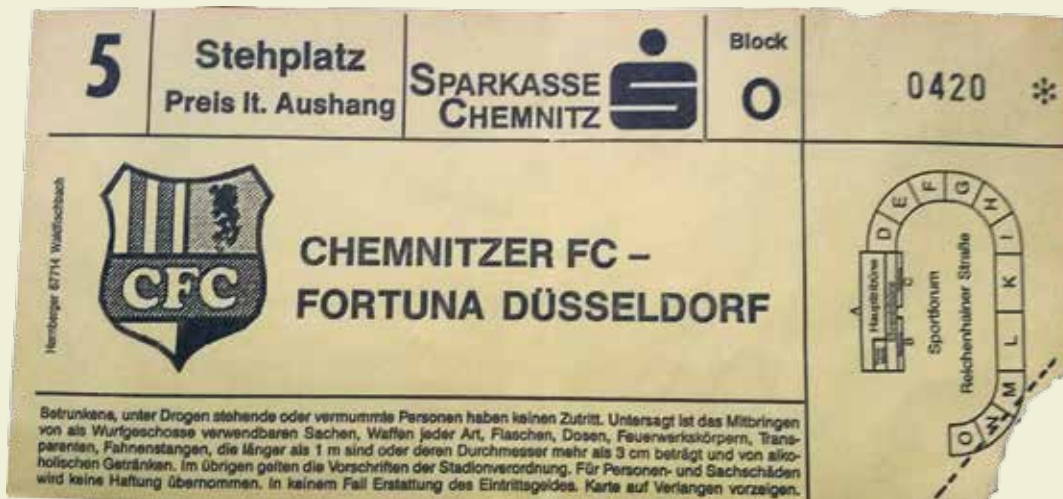 5
Stehplatz
Preis lt. Aushang
SPARKASSE
CHEMNITZ
Block
O
0420 *
Hemberger 67714 Waldfischbach
CFC
CHEMNITZER FC –
FORTUNA DÜSSELDORF
A
Hauptribüne
B
C
D
E
F
G
H
I
K
L
M
N
O
Sportforum
Reichenhainer Straße
Betrunkene, unter Drogen stehende oder vermummte Personen haben keinen Zutritt. Untersagt ist das Mitbringen
von als Wurfgeschosse verwendbaren Sachen, Waffen jeder Art, Flaschen, Dosen, Feuerwerkskörpern, Trans-
parenten, Fahnenstangen, die länger als 1 m sind oder deren Durchmesser mehr als 3 cm beträgt und von alko-
holischen Getränken. Im übrigen gelten die Vorschriften der Stadionverordnung. Für Personen- und Sachschäden
wird keine Haftung übernommen. In keinem Fall Erstattung des Eintrittsgeldes. Karte auf Verlangen vorzeigen.